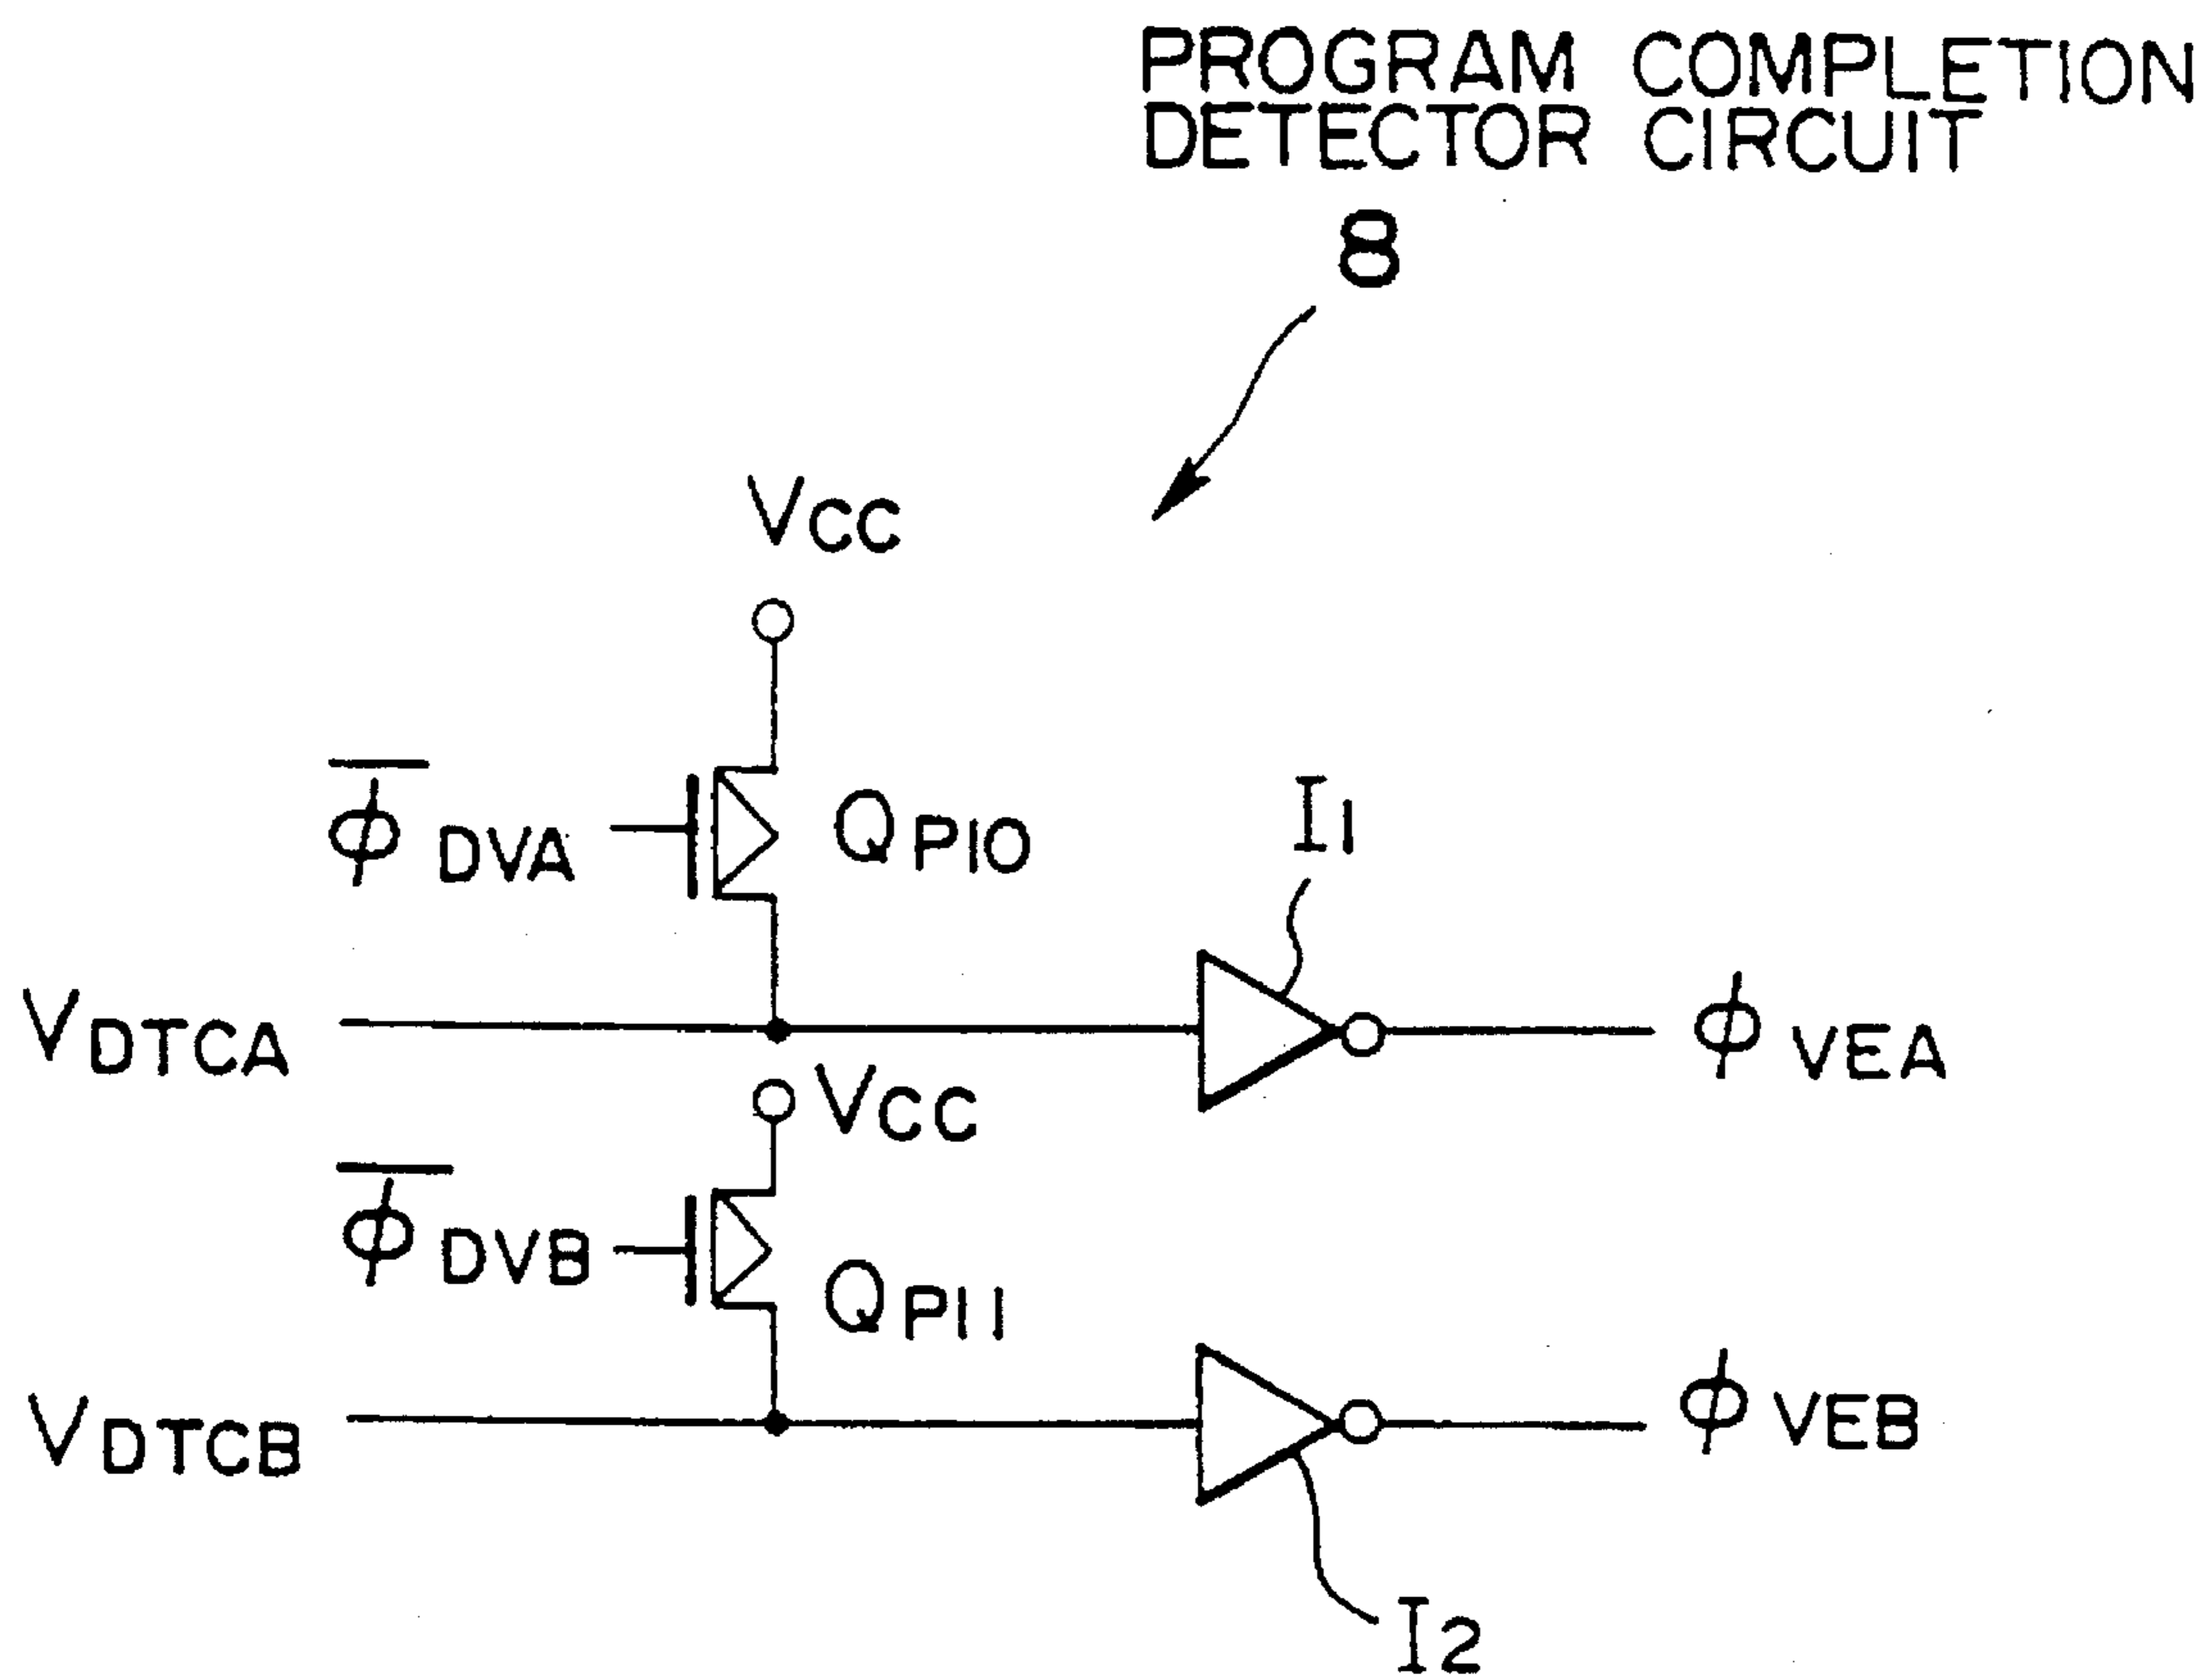 PROGRAM COMPLETION
DETECTOR CIRCUIT
8
VCC
ϕ̅ DVA
QP10
I1
VDTCA
ϕ VEA
VCC
ϕ̅ DVB
QP11
VDTCB
ϕ VEB
I2